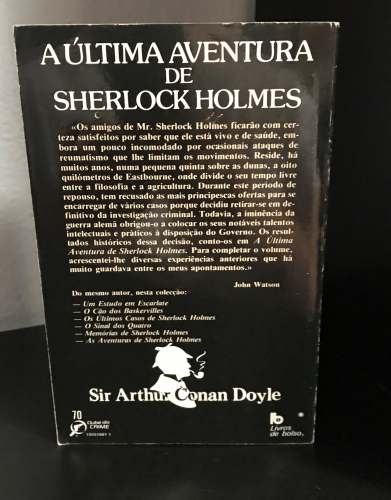 A ÚLTIMA AVENTURA
DE
SHERLOCK HOLMES
«Os amigos de Mr. Sherlock Holmes ficarão com cer-
teza satisfeitos por saber que ele está vivo e de saúde, em-
bora um pouco incomodado por ocasionais ataques de
reumatismo que lhe limitam os movimentos. Reside, há
muitos anos, numa pequena quinta sobre as dunas, a oito
quilómetros de Eastbourne, onde divide o seu tempo livre
entre a filosofia e a agricultura. Durante este período de
repouso, tem recusado as mais principescas ofertas para se
encarregar de vários casos porque decidiu retirar-se em de-
finitivo da investigação criminal. Todavia, a iminência da
guerra alemã obrigou-o a colocar os seus notáveis talentos
intelectuais e práticos à disposição do Governo. Os resul-
tados históricos dessa decisão, conto-os em A Última
Aventura de Sherlock Holmes. Para completar o volume,
acrescentei-lhe diversas experiências anteriores que há
muito guardava entre os meus apontamentos.»
John Watson
Do mesmo autor, nesta colecção:
— Um Estudo em Escarlate
— O Cão dos Baskervilles
— Os Últimos Casos de Sherlock Holmes
— O Sinal dos Quatro
— Memórias de Sherlock Holmes
— As Aventuras de Sherlock Holmes
Sir Arthur Conan Doyle
70
Clube do
CRIME
lb
Livros
de bolso